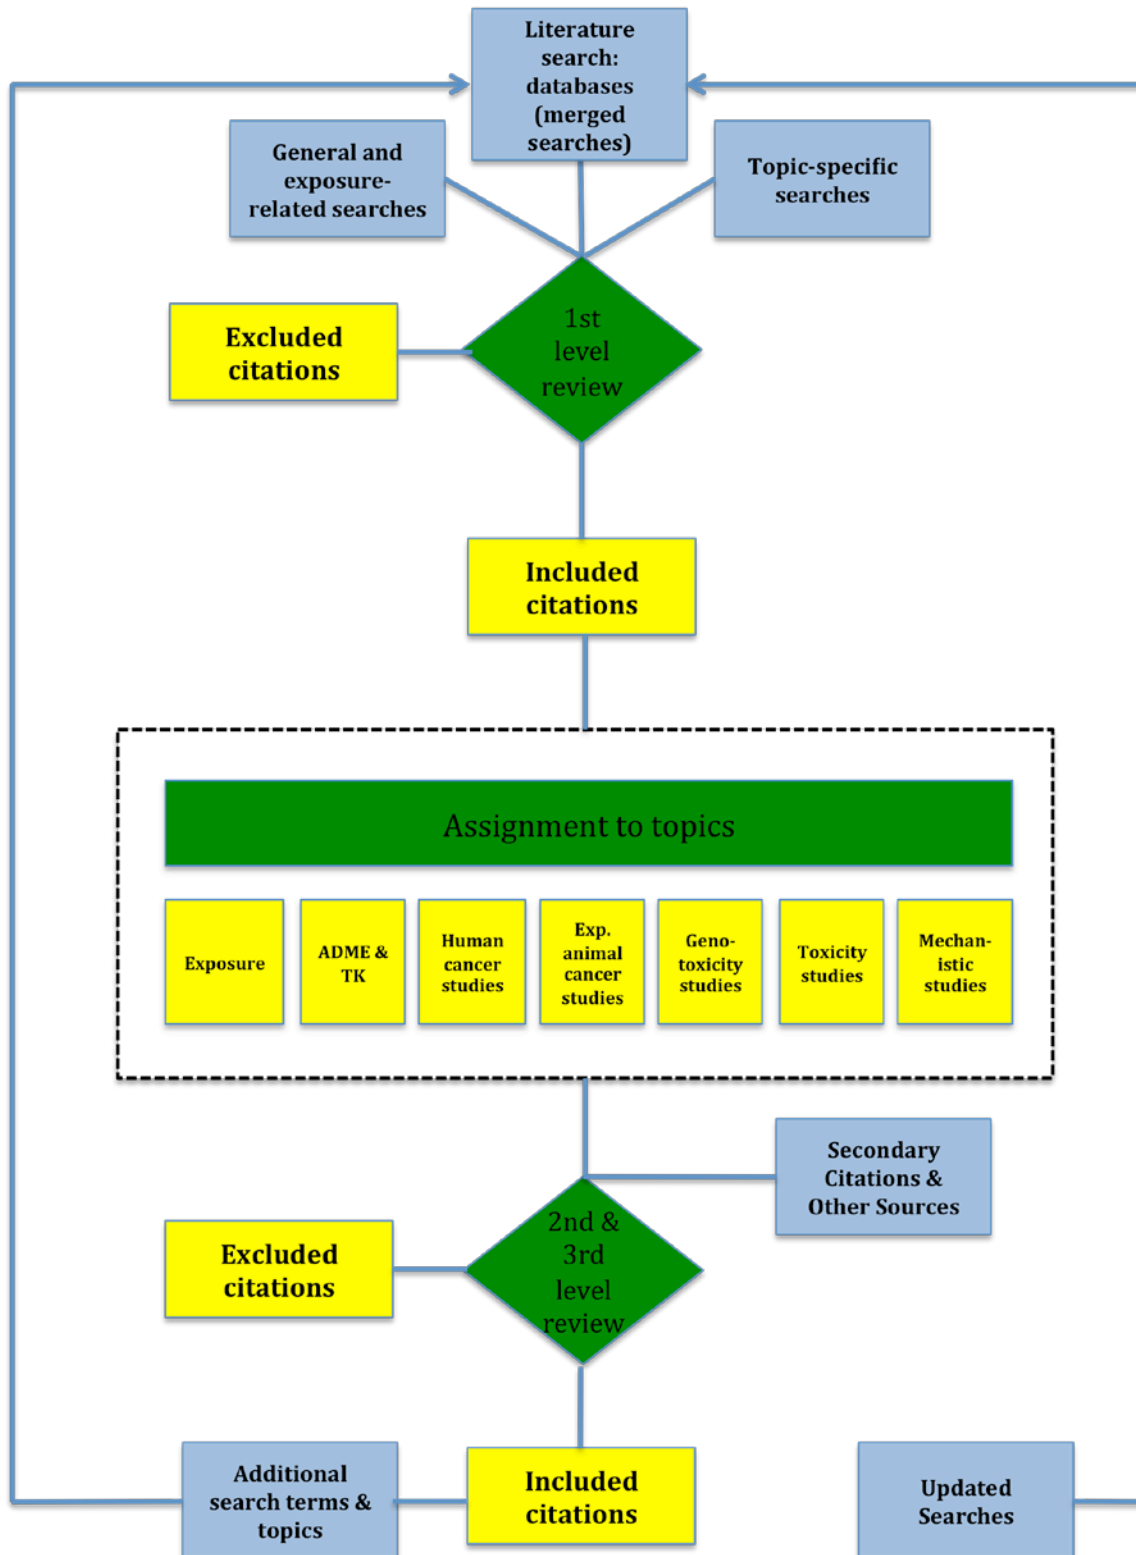 Literature
search:
databases
(merged
searches)
General and
exposure-
related searches
Topic-specific
searches
1st
level
review
Excluded
citations
Included
citations
Assignment to topics
Exposure
ADME &
TK
Human
cancer
studies
Exp.
animal
cancer
studies
Geno-
toxicity
studies
Toxicity
studies
Mechan-
istic
studies
Secondary
Citations &
Other Sources
2nd &
3rd
level
review
Excluded
citations
Additional
search terms &
topics
Included
citations
Updated
Searches